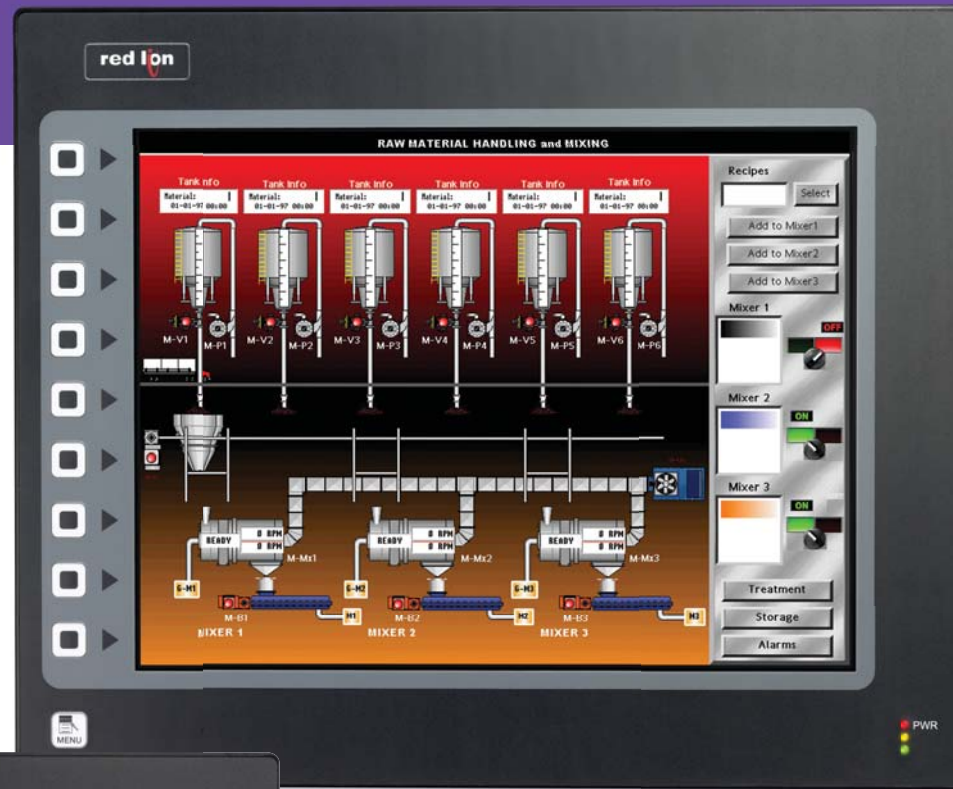 red lion
RAW MATERIAL HANDLING and MIXING
Tank nfo Tank Info Tank Info Tank Info Tank Info Tank Info
Material: Material: Material: Material: Material: Material:
01-01-97 00:00 01-01-97 00:00 01-01-97 00:00 01-01-97 00:00 01-01-97 00:00 01-01-97 00:00
M-V1 M-P1 M-V2 M-P2 M-V3 M-P3 M-V4 M-P4 M-V5 M-P5 M-V6 M-P6
READY 0 RPM READY 0 RPM READY 0 RPM
0 RPM 0 RPM 0 RPM
M-Mx1 M-Mx2 M-Mx3
G-M1 G-M2 G-M3
M-B1 M1 M-B2 M2 M-B3 M3
MIXER 1 MIXER 2 MIXER 3
Recipes
Select
Add to Mixer1
Add to Mixer2
Add to Mixer3
Mixer 1
OFF
Mixer 2
ON
Mixer 3
ON
Treatment
Storage
Alarms
MENU
PWR